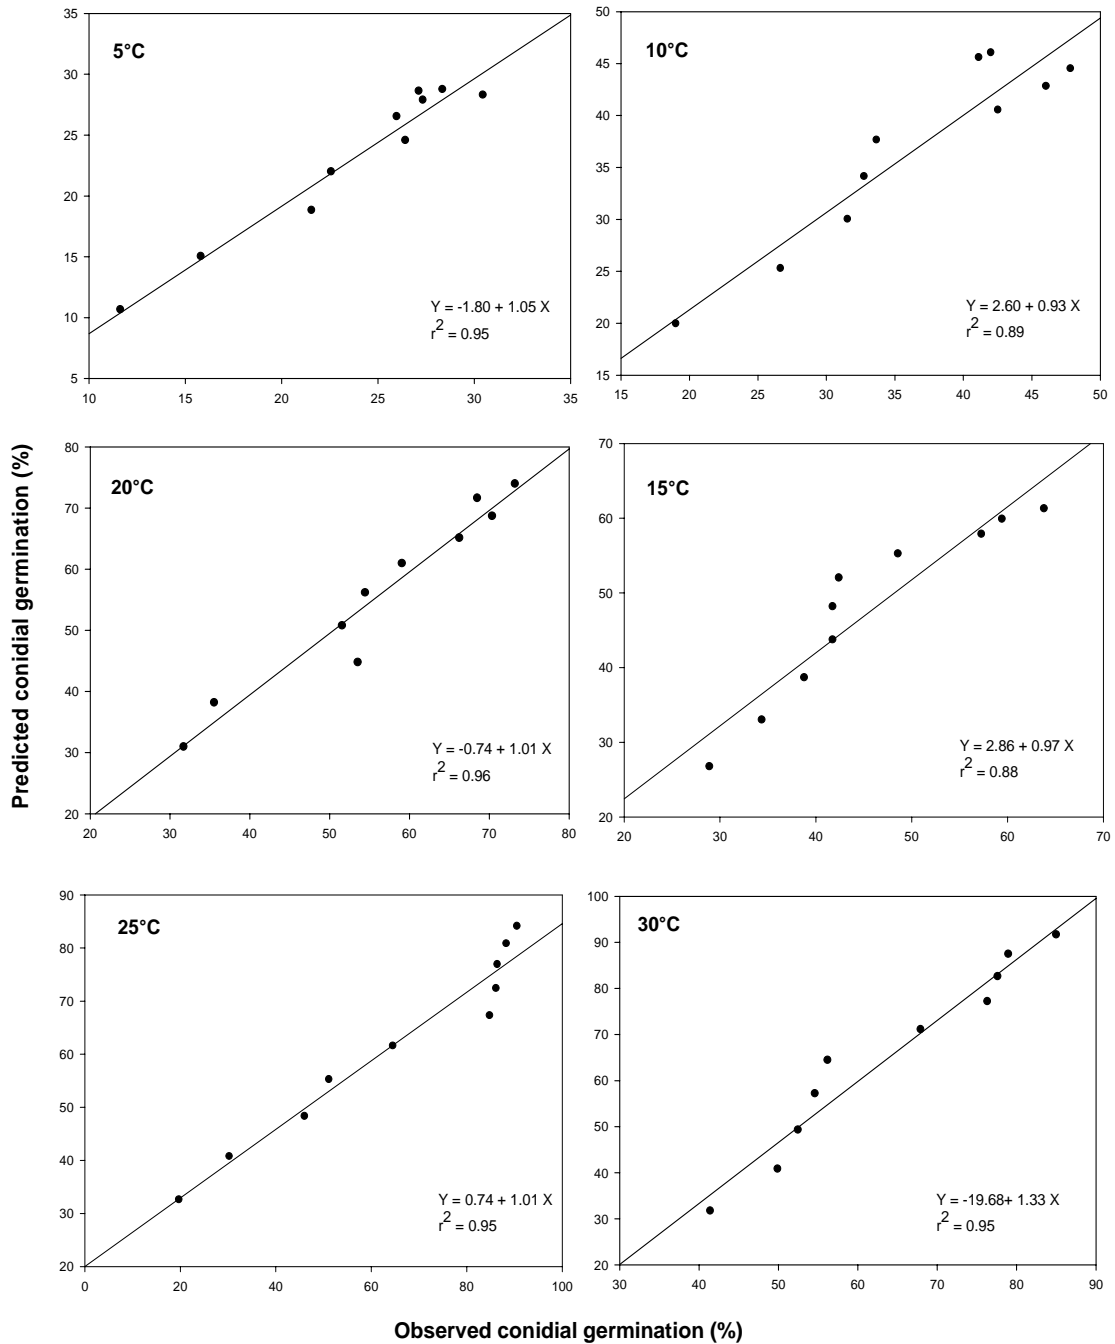 5°C
35
30
25
20
15
10
5
10 15 20 25 30 35
Y = -1.80 + 1.05 X
r² = 0.95
10°C
50
45
40
35
30
25
20
15
15 20 25 30 35 40 45 50
Y = 2.60 + 0.93 X
r² = 0.89
Predicted conidial germination (%)
20°C
80
70
60
50
40
30
20
20 30 40 50 60 70 80
Y = -0.74 + 1.01 X
r² = 0.96
15°C
70
60
50
40
30
20
20 30 40 50 60 70
Y = 2.86 + 0.97 X
r² = 0.88
25°C
90
80
70
60
50
40
30
20
0 20 40 60 80 100
Y = 0.74 + 1.01 X
r² = 0.95
30°C
100
90
80
70
60
50
40
30
20
30 40 50 60 70 80 90
Y = -19.68+ 1.33 X
r² = 0.95
Observed conidial germination (%)